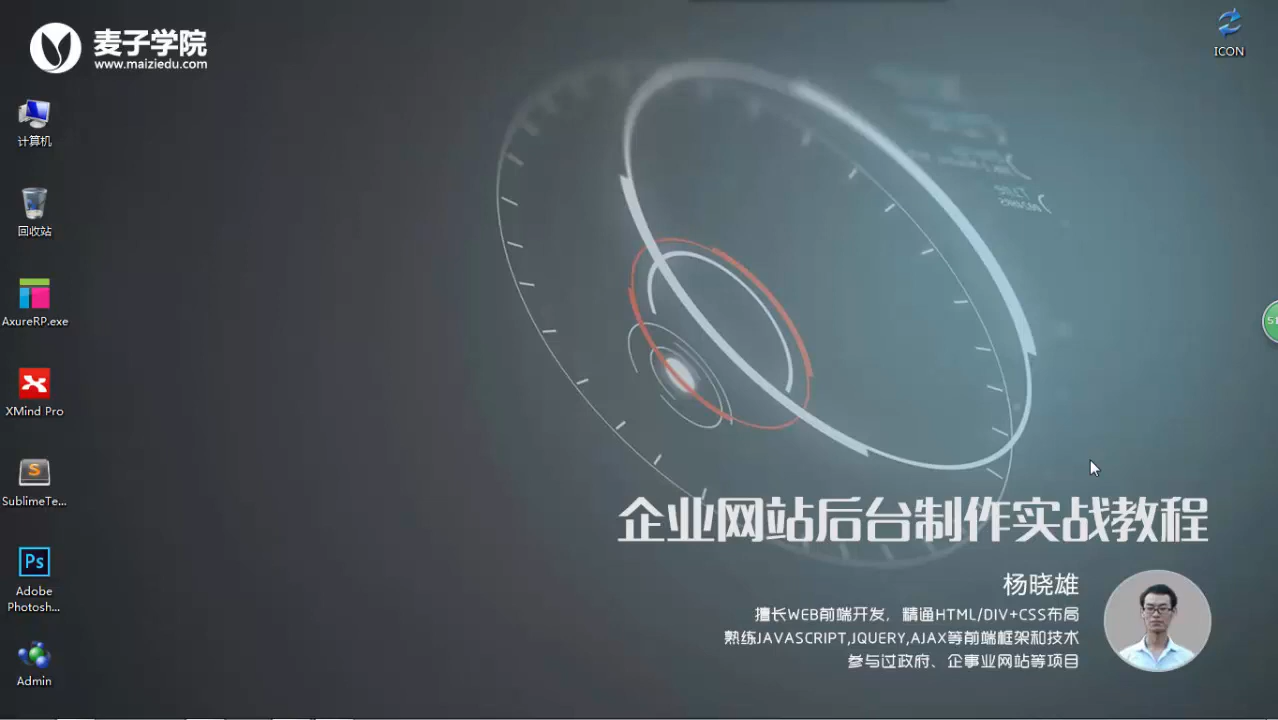 麦子学院
www.maiziedu.com
ICON
计算机
回收站
AxureRP.exe
XMind Pro
SublimeTe...
Ps
Adobe
Photosh...
Admin
企业网站后台制作实战教程
杨晓雄
擅长WEB前端开发，精通HTML/DIV+CSS布局
熟练JAVASCRIPT,JQUERY,AJAX等前端框架和技术
参与过政府、企事业网站等项目